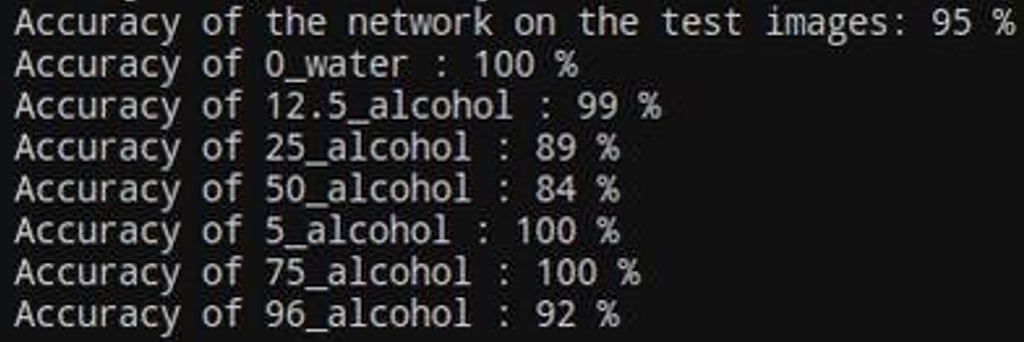 Accuracy of the network on the test images: 95 %
Accuracy of 0_water : 100 %
Accuracy of 12.5_alcohol : 99 %
Accuracy of 25_alcohol : 89 %
Accuracy of 50_alcohol : 84 %
Accuracy of 5_alcohol : 100 %
Accuracy of 75_alcohol : 100 %
Accuracy of 96_alcohol : 92 %